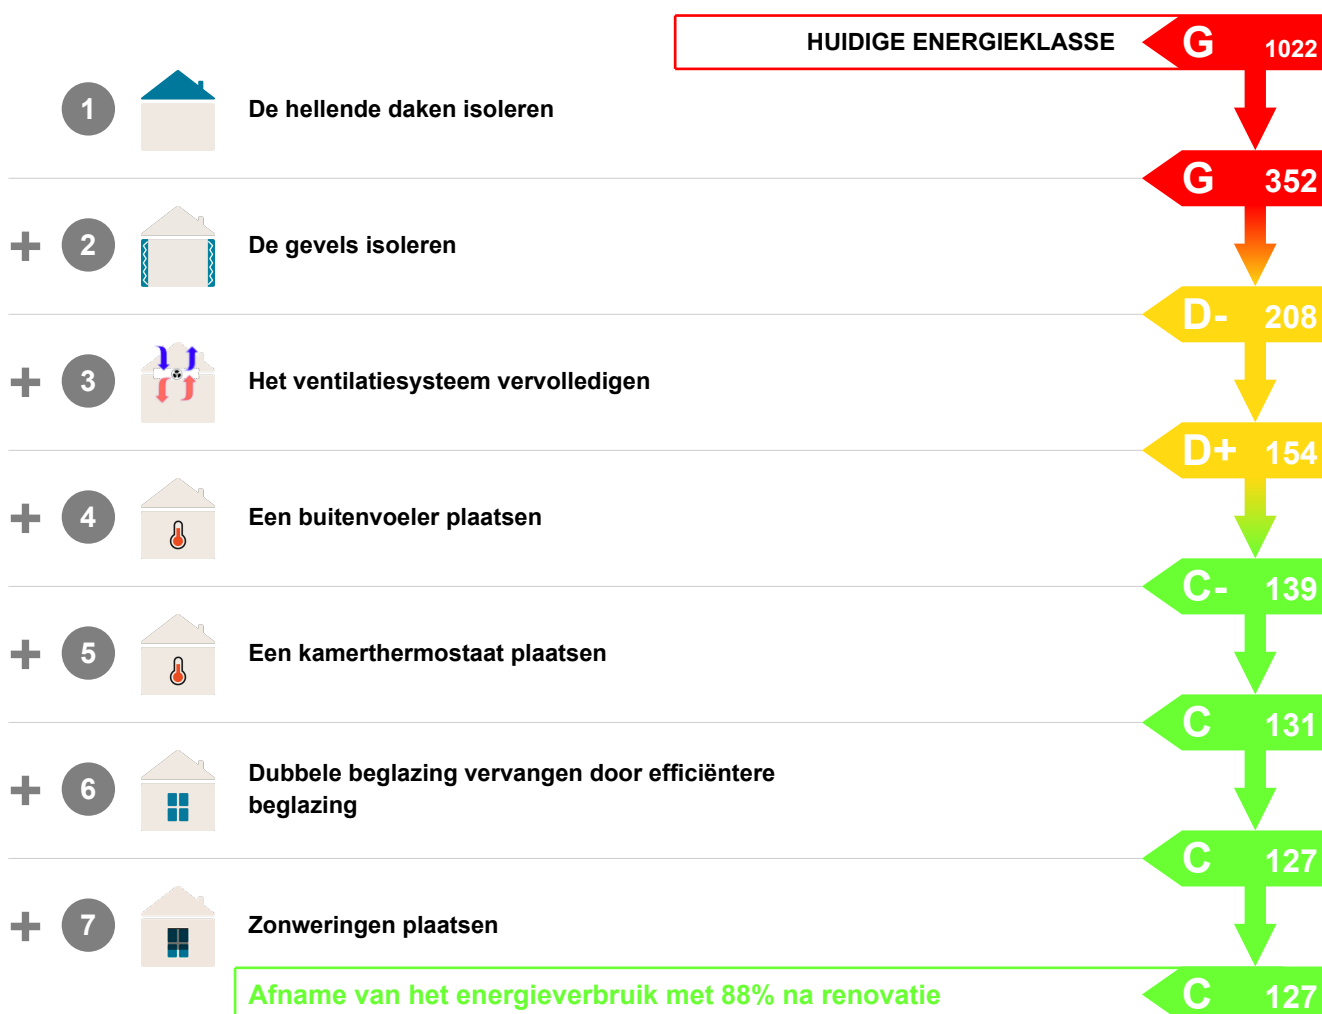 HUIDIGE ENERGIEKLASSE G 1022
1 De hellende daken isoleren
G 352
+ 2 De gevels isoleren
D- 208
+ 3 Het ventilatiesysteem vervolledigen
D+ 154
+ 4 Een buitenvoeler plaatsen
C- 139
+ 5 Een kamerthermostaat plaatsen
C 131
+ 6 Dubbele beglazing vervangen door efficiëntere
beglazing
C 127
+ 7 Zonweringen plaatsen
Afname van het energieverbruik met 88% na renovatie C 127